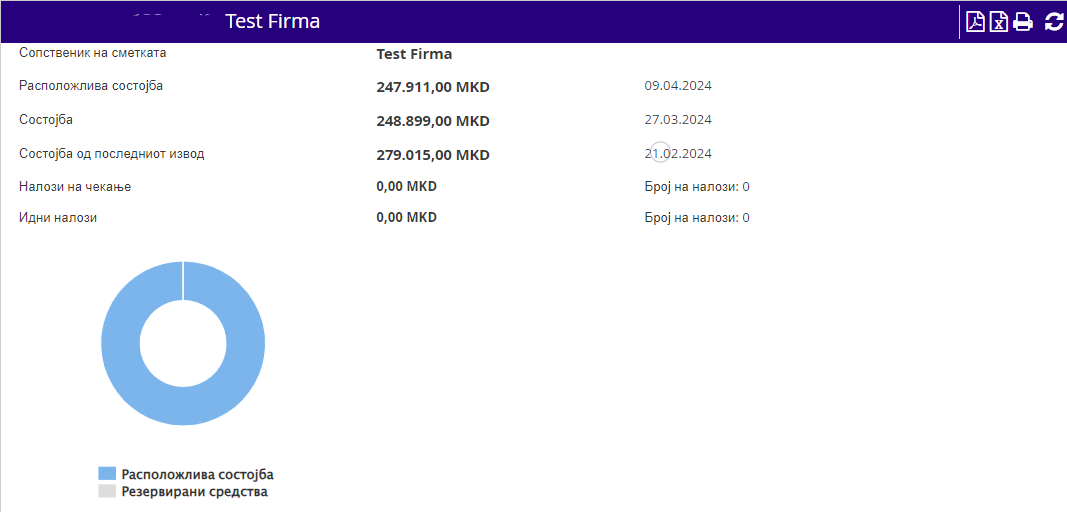 Test Firma
Сопственик на сметката Test Firma
Расположлива состојба 247.911,00 MKD 09.04.2024
Состојба 248.899,00 MKD 27.03.2024
Состојба од последниот извод 279.015,00 MKD 21.02.2024
Налози на чекање 0,00 MKD Број на налози: 0
Идни налози 0,00 MKD Број на налози: 0
Расположлива состојба
Резервирани средства